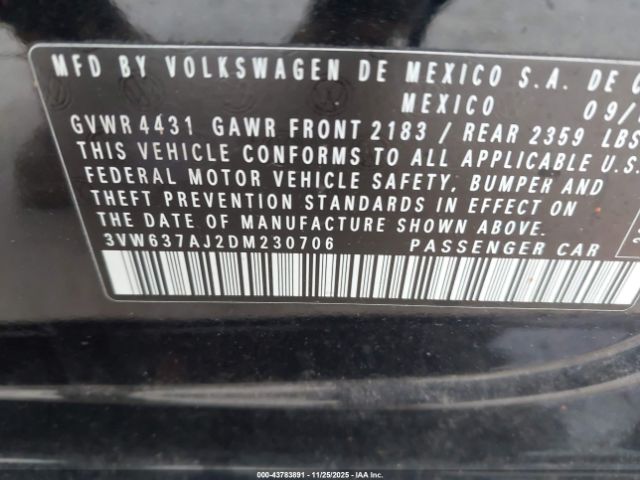 MFD BY VOLKSWAGEN DE MEXICO S.A. DE C
MEXICO 09/
GVWR 4431 GAWR FRONT 2183 / REAR 2359 LBS
THIS VEHICLE CONFORMS TO ALL APPLICABLE U.S.
FEDERAL MOTOR VEHICLE SAFETY, BUMPER AND
THEFT PREVENTION STANDARDS IN EFFECT ON
THE DATE OF MANUFACTURE SHOWN ABOVE.
3VW637AJ2DM230706 PASSENGER CAR
000-43783891 - 11/25/2025 - IAA Inc.